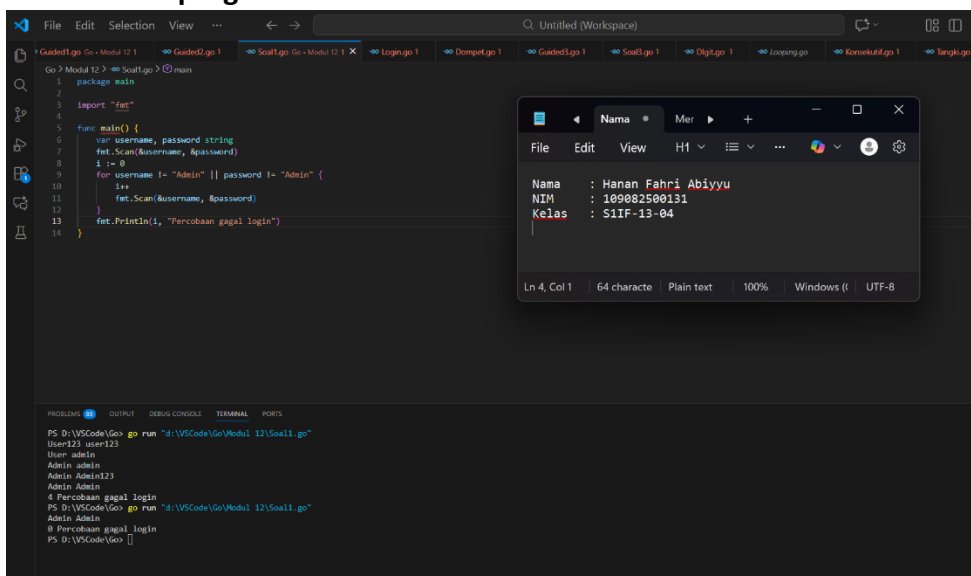 File Edit Selection View ... ← → Untitled (Workspace)
Guided1.go Go - Modul 12 1 Guided2.go 1 Soal1.go Go - Modul 12 1 X Login.go 1 Dompet.go 1 Guided3.go 1 Soal3.go 1 DIgit.go 1 Looping.go Konsekutif.go 1 Tangki.go
Go > Modul 12 > Soal1.go > main
1 package main
2
3 import "fmt"
4
5 func main() {
6 var username, password string
7 fmt.Scan(&username, &password)
8 i := 0
9 for username != "Admin" || password != "Admin" {
10 i++
11 fmt.Scan(&username, &password)
12 }
13 fmt.Println(i, "Percobaan gagal login")
14 }
Nama Mer +
File Edit View H1 ...
Nama : Hanan Fahri Abiyyu
NIM : 109082500131
Kelas : S1IF-13-04
Ln 4, Col 1 64 characte Plain text 100% Windows (( UTF-8
PROBLEMS 80 OUTPUT DEBUG CONSOLE TERMINAL PORTS
PS D:\VSCode\Go> go run "d:\VSCode\Go\Modul 12\Soal1.go"
User123 user123
User admin
Admin admin
Admin Admin123
Admin Admin
4 Percobaan gagal login
PS D:\VSCode\Go> go run "d:\VSCode\Go\Modul 12\Soal1.go"
Admin Admin
0 Percobaan gagal login
PS D:\VSCode\Go>